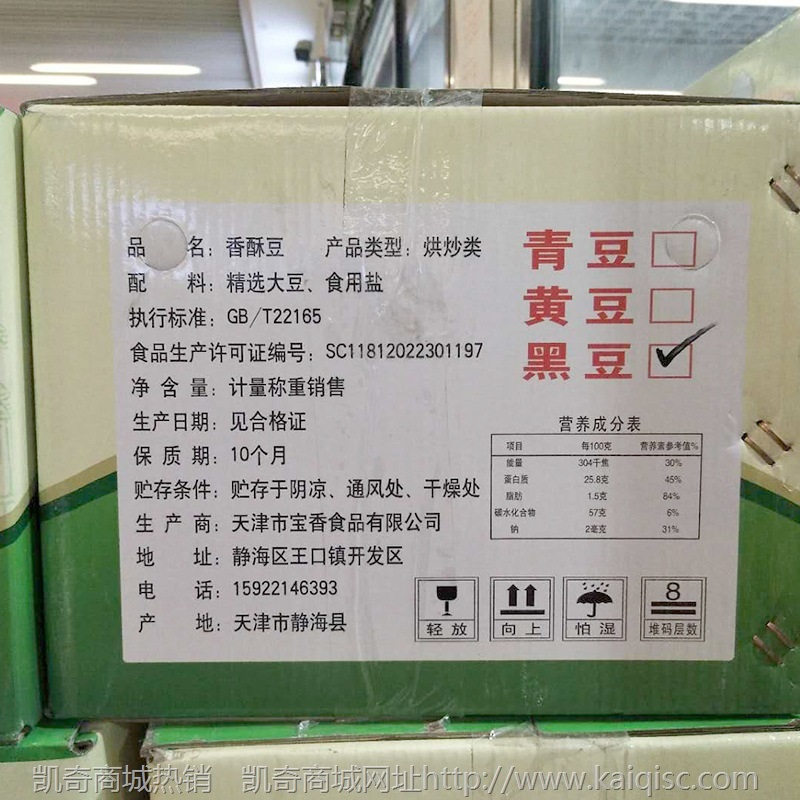 品 名：香酥豆 产品类型：烘炒类
配 料：精选大豆、食用盐
执行标准：GB/T22165
食品生产许可证编号：SC11812022301197
净 含 量：计量称重销售
生产日期：见合格证
保 质 期：10个月
贮存条件：贮存于阴凉、通风处、干燥处
生 产 商：天津市宝香食品有限公司
地 址：静海区王口镇开发区
电 话：15922146393
产 地：天津市静海县
青豆
黄豆
黑豆
营养成分表
项目 每100克 营养素参考值%
能量 304千焦 30%
蛋白质 25.8克 45%
脂肪 1.5克 84%
碳水化合物 57克 6%
钠 2毫克 31%
8
轻放 向上 怕湿 堆码层数
凯奇商城热销 凯奇商城网址http://www.kaiqisc.com